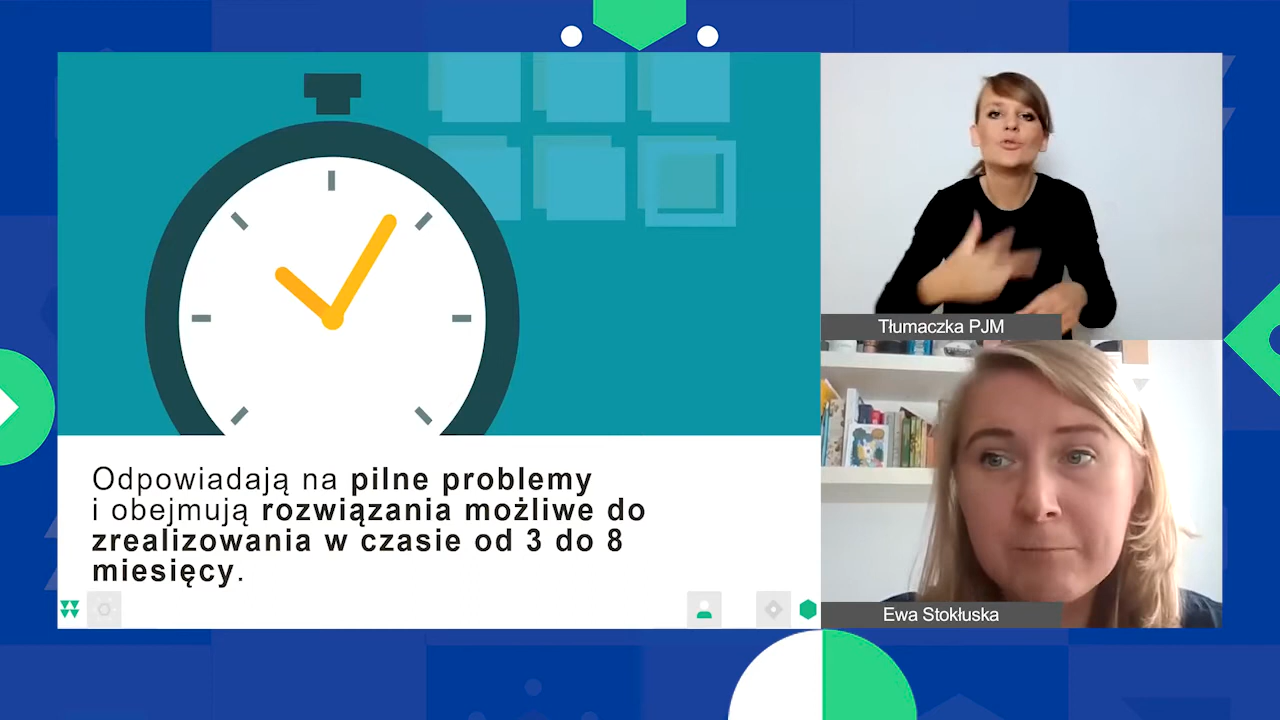 Odpowiadają na pilne problemy
i obejmują rozwiązania możliwe do
zrealizowania w czasie od 3 do 8
miesięcy.
Tłumaczka PJM
Ewa Stokłuska